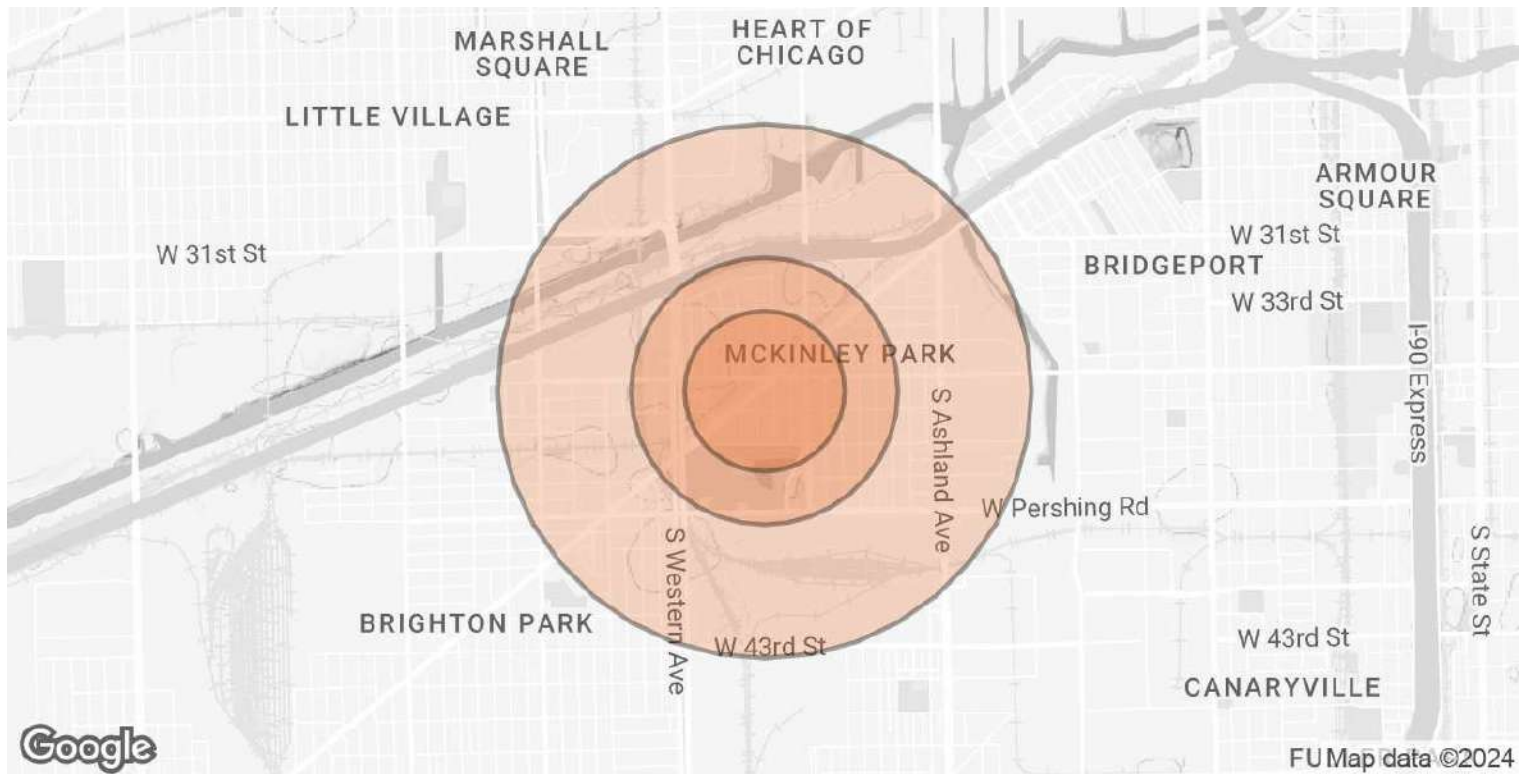 MARSHALL
SQUARE
HEART OF
CHICAGO
LITTLE VILLAGE
ARMOUR
SQUARE
W 31st St
W 31st St
BRIDGEPORT
W 33rd St
MCKINLEY PARK
I-90 Express
S Ashland Ave
W Pershing Rd
S Western Ave
S State St
BRIGHTON PARK
W 43rd St
W 43rd St
CANARYVILLE
Google
FU
Map data ©2024